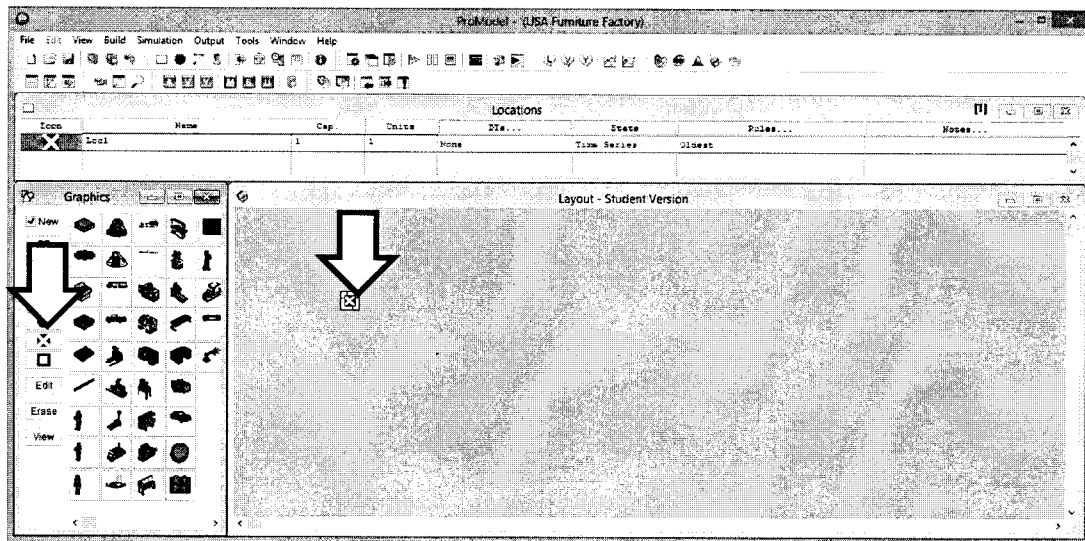 ProModel - (USA Furniture Factory)
File Edit View Build Simulation Output Tools Window Help
Locations
[1]
Icon Name Cap. Units DTs... Stats Rules... Notes...
Loc1 1 1 None Time Series Oldest
Graphics
Layout - Student Version
New
Edit
Erase
View